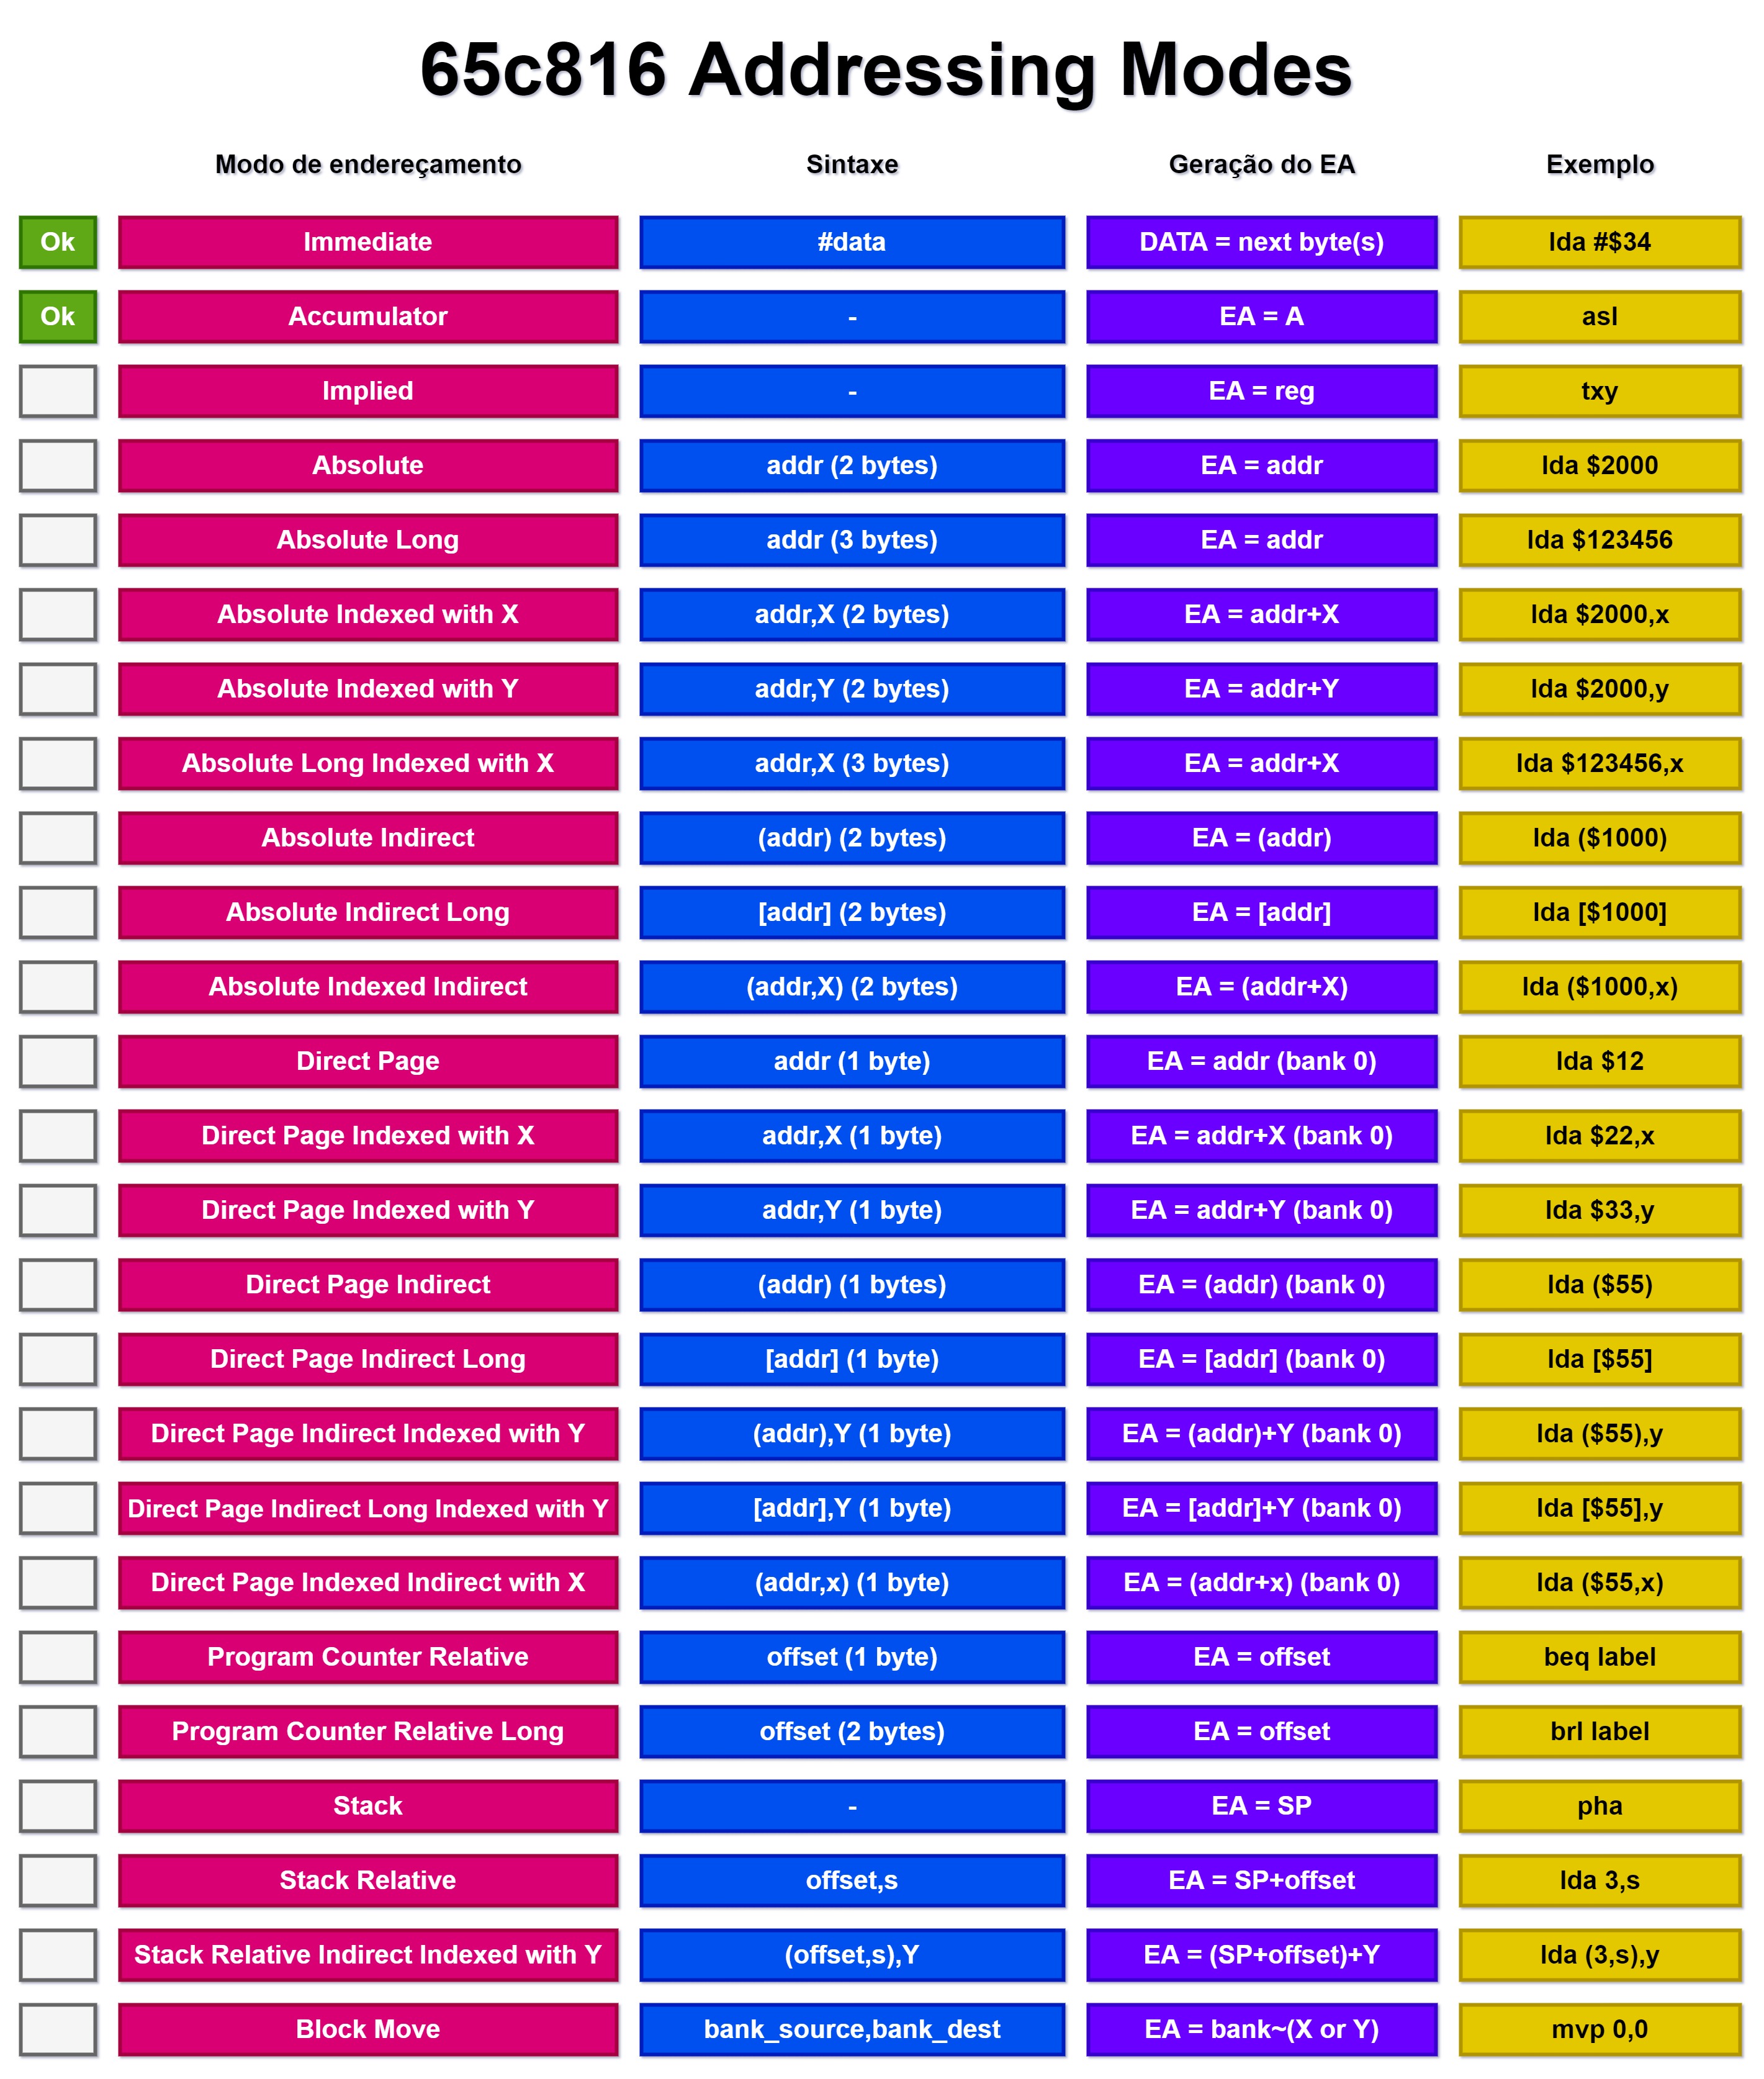 65c816 Addressing Modes
Modo de endereçamento Sintaxe Geração do EA Exemplo
Ok Immediate #data DATA = next byte(s) lda #$34
Ok Accumulator - EA = A asl
Implied - EA = reg txy
Absolute addr (2 bytes) EA = addr lda $2000
Absolute Long addr (3 bytes) EA = addr lda $123456
Absolute Indexed with X addr,X (2 bytes) EA = addr+X lda $2000,x
Absolute Indexed with Y addr,Y (2 bytes) EA = addr+Y lda $2000,y
Absolute Long Indexed with X addr,X (3 bytes) EA = addr+X lda $123456,x
Absolute Indirect (addr) (2 bytes) EA = (addr) lda ($1000)
Absolute Indirect Long [addr] (2 bytes) EA = [addr] lda [$1000]
Absolute Indexed Indirect (addr,X) (2 bytes) EA = (addr+X) lda ($1000,x)
Direct Page addr (1 byte) EA = addr (bank 0) lda $12
Direct Page Indexed with X addr,X (1 byte) EA = addr+X (bank 0) lda $22,x
Direct Page Indexed with Y addr,Y (1 byte) EA = addr+Y (bank 0) lda $33,y
Direct Page Indirect (addr) (1 bytes) EA = (addr) (bank 0) lda ($55)
Direct Page Indirect Long [addr] (1 byte) EA = [addr] (bank 0) lda [$55]
Direct Page Indirect Indexed with Y (addr),Y (1 byte) EA = (addr)+Y (bank 0) lda ($55),y
Direct Page Indirect Long Indexed with Y [addr],Y (1 byte) EA = [addr]+Y (bank 0) lda [$55],y
Direct Page Indexed Indirect with X (addr,x) (1 byte) EA = (addr+x) (bank 0) lda ($55,x)
Program Counter Relative offset (1 byte) EA = offset beq label
Program Counter Relative Long offset (2 bytes) EA = offset brl label
Stack - EA = SP pha
Stack Relative offset,s EA = SP+offset lda 3,s
Stack Relative Indirect Indexed with Y (offset,s),Y EA = (SP+offset)+Y lda (3,s),y
Block Move bank_source,bank_dest EA = bank~(X or Y) mvp 0,0